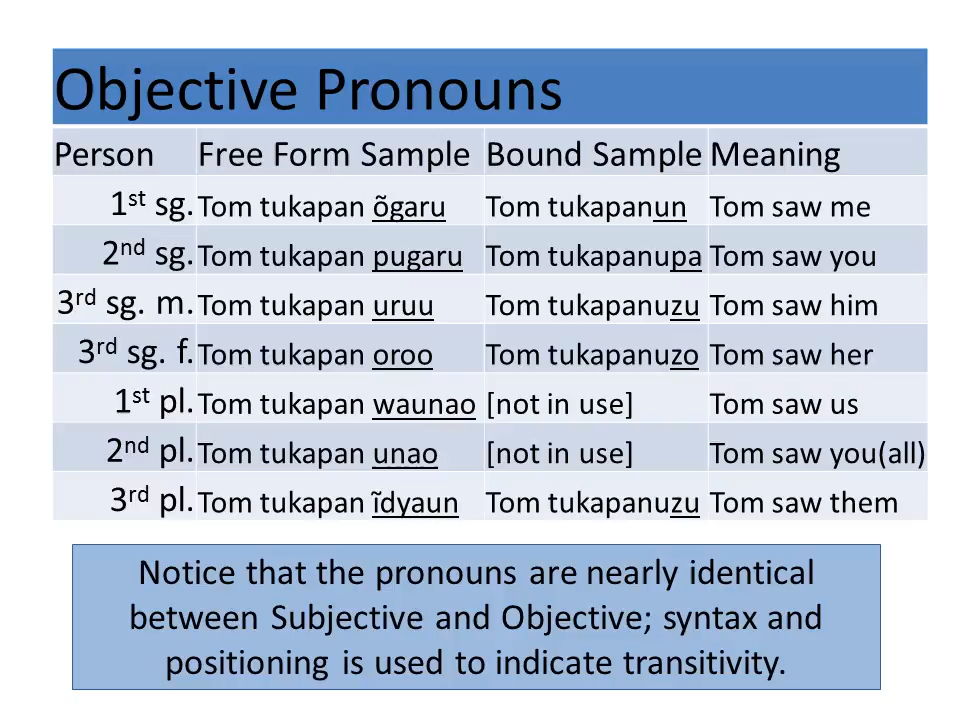 Objective Pronouns
Person Free Form Sample Bound Sample Meaning
1st sg. Tom tukapan õgaru Tom tukapanun Tom saw me
2nd sg. Tom tukapan pugaru Tom tukapanupa Tom saw you
3rd sg. m. Tom tukapan uruu Tom tukapanuzu Tom saw him
3rd sg. f. Tom tukapan oroo Tom tukapanuzo Tom saw her
1st pl. Tom tukapan waunao [not in use] Tom saw us
2nd pl. Tom tukapan unao [not in use] Tom saw you(all)
3rd pl. Tom tukapan ĩdyaun Tom tukapanuzu Tom saw them
Notice that the pronouns are nearly identical
between Subjective and Objective; syntax and
positioning is used to indicate transitivity.